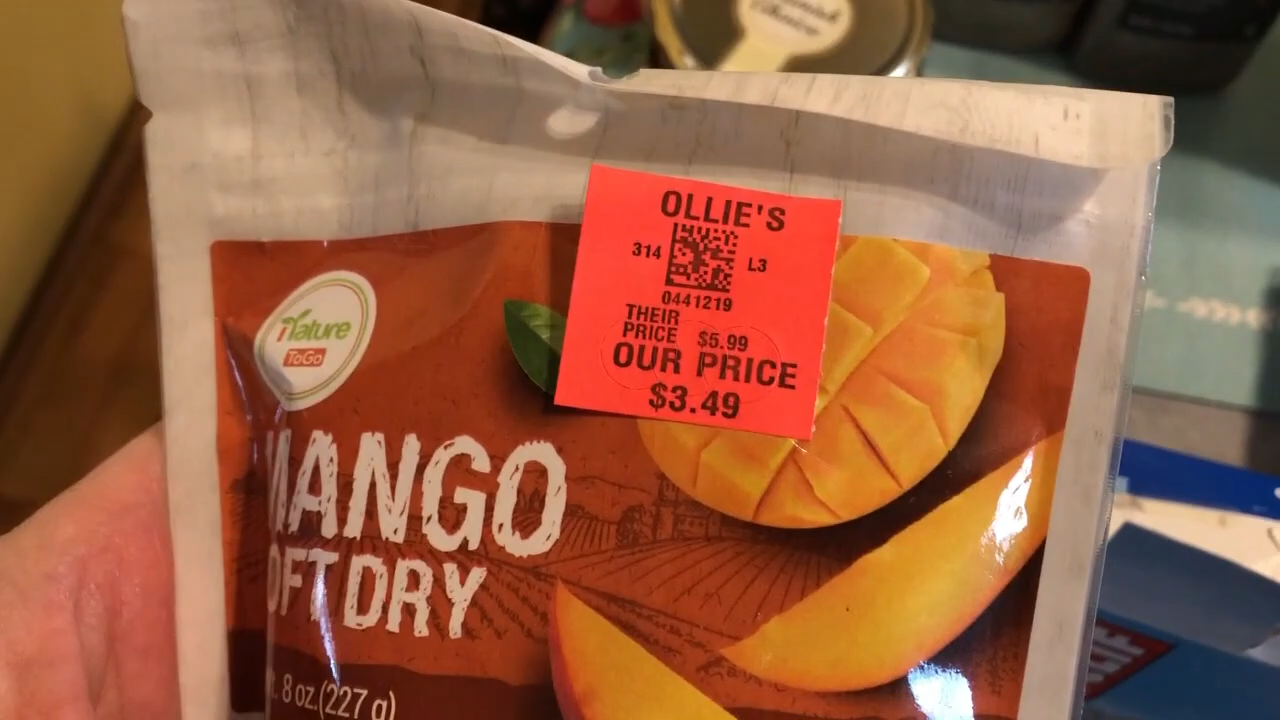 OLLIE'S
314 L3
0441219
THEIR
PRICE $5.99
OUR PRICE
$3.49
iNature
ToGo
MANGO
OFT DRY
. 8 oz.(227 g)